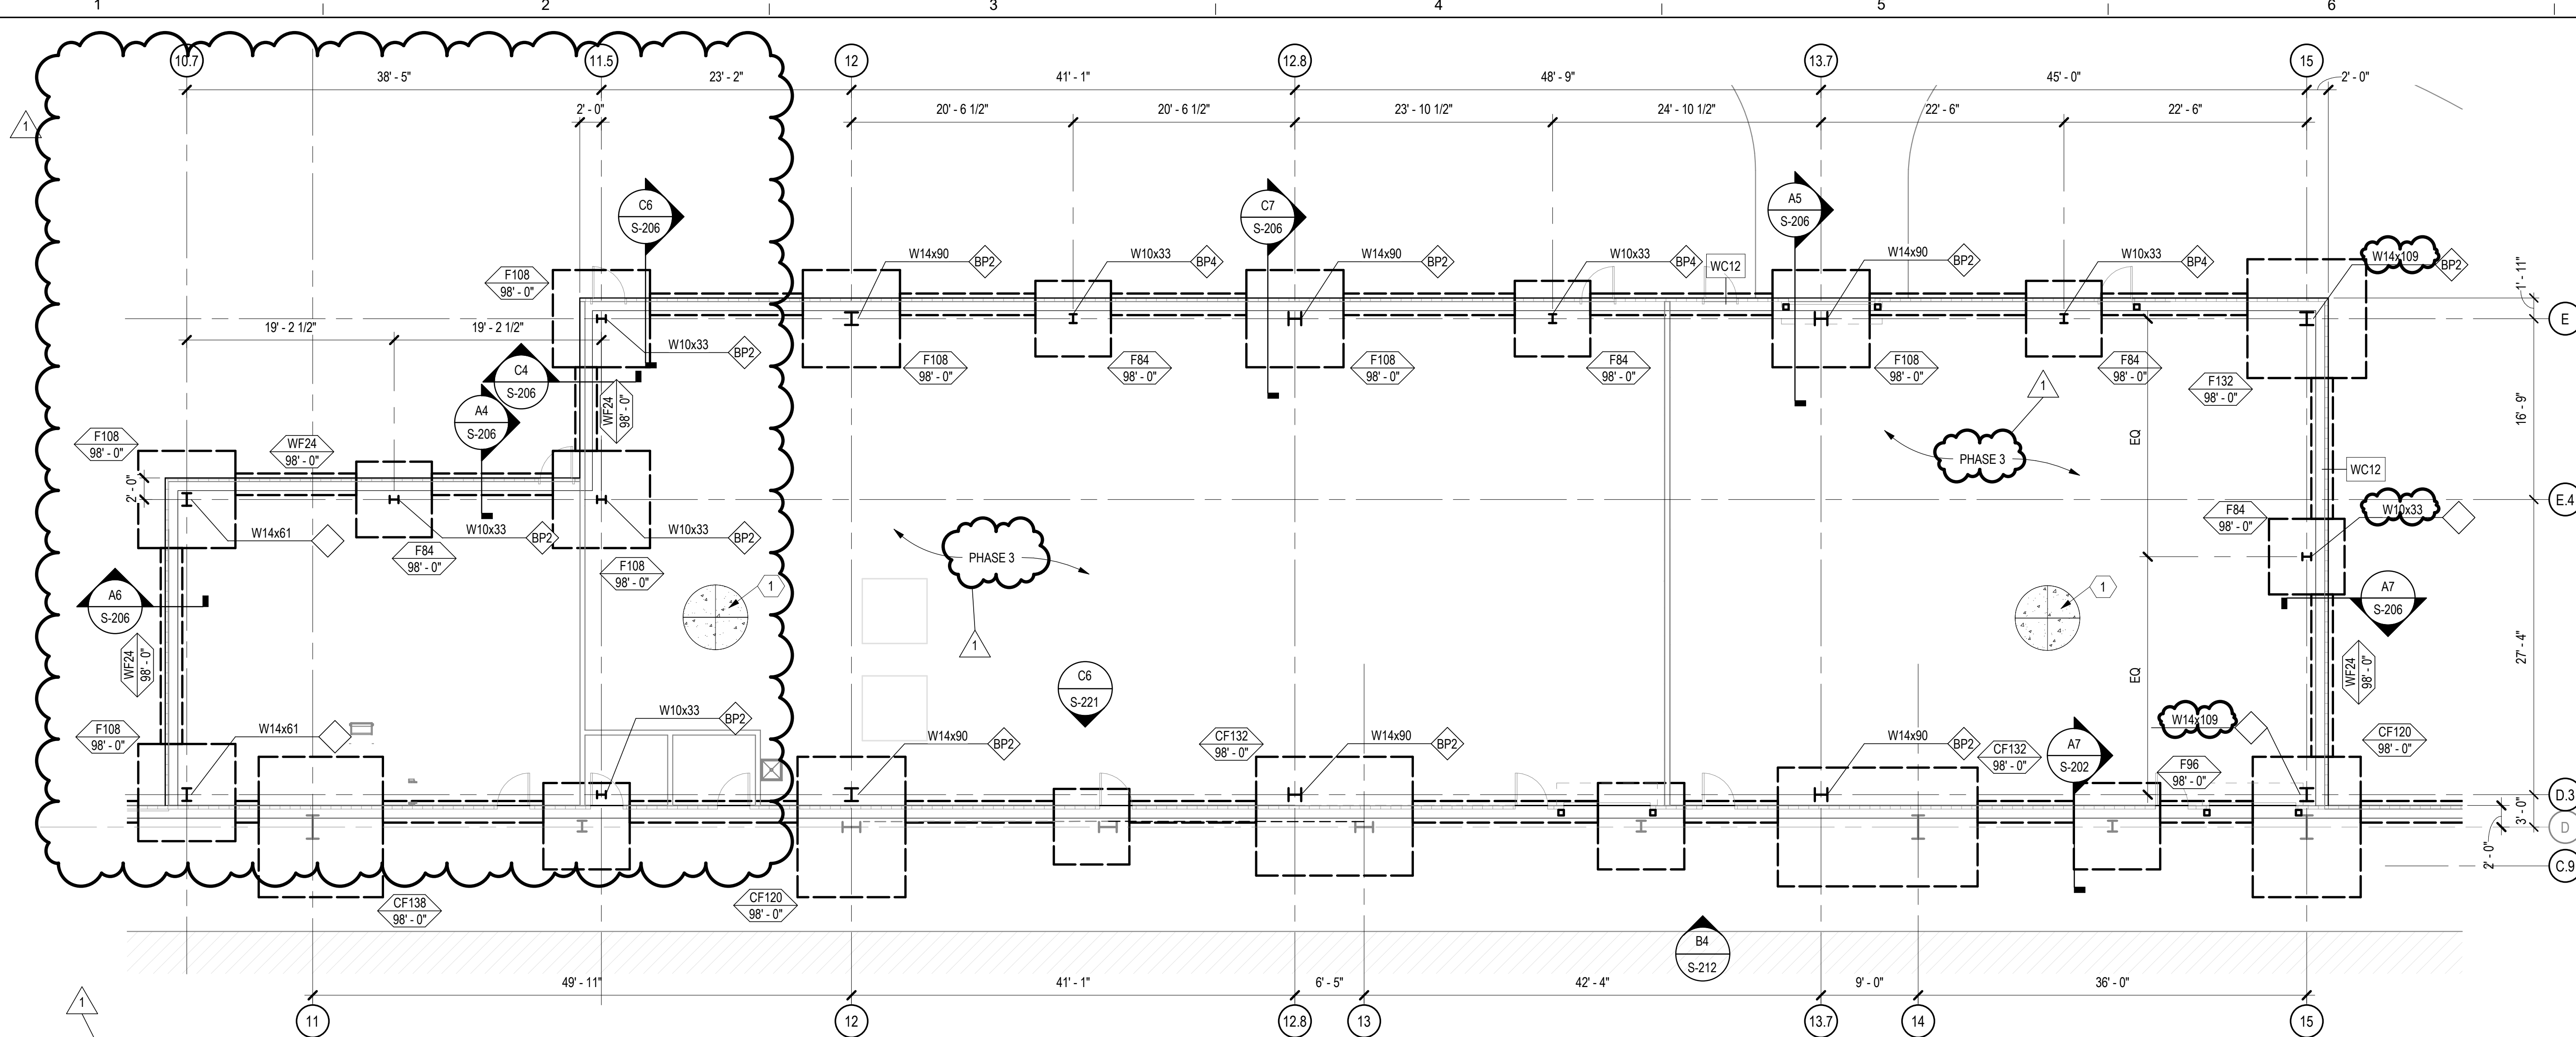 1 2 3 4 5 6
10.7 11.5 12 12.8 13.7 15
38' - 5" 23' - 2" 41' - 1" 48' - 9" 45' - 0" 2' - 0"
2' - 0" 20' - 6 1/2" 20' - 6 1/2" 23' - 10 1/2" 24' - 10 1/2" 22' - 6" 22' - 6"
1
C6
S-206
C7
S-206
A5
S-206
W14x90 BP2
W10x33 BP4
W14x90 BP2
W10x33 BP4
WC12
W14x90 BP2
W10x33 BP4
W14x109 BP2
1' - 11"
F108
98' - 0"
E
19' - 2 1/2" 19' - 2 1/2"
W10x33 BP2
F108
98' - 0"
F84
98' - 0"
F108
98' - 0"
F84
98' - 0"
F108
98' - 0"
F84
98' - 0"
F132
98' - 0"
1
C4
S-206
A4
S-206
WF24
98' - 0"
16' - 9"
EQ
F108
98' - 0"
WF24
98' - 0"
PHASE 3
WC12
2' - 0"
E.4
W14x61
W10x33 BP2
W10x33 BP2
F84
98' - 0"
W10x33
F84
98' - 0"
F108
98' - 0"
PHASE 3
1
1
1
A6
S-206
A7
S-206
WF24
98' - 0"
27' - 4"
EQ
WF24
98' - 0"
C6
S-221
F108
98' - 0"
W14x61
W10x33 BP2
W14x90 BP2
CF132
98' - 0"
W14x90 BP2
W14x90 BP2
CF132
98' - 0"
A7
S-202
W14x109
F96
98' - 0"
CF120
98' - 0"
D.3
3' - 0"
D
2' - 0"
C.9
CF138
98' - 0"
CF120
98' - 0"
B4
S-212
1
49' - 11" 41' - 1" 6' - 5" 42' - 4" 9' - 0" 36' - 0"
11 12 12.8 13 13.7 14 15